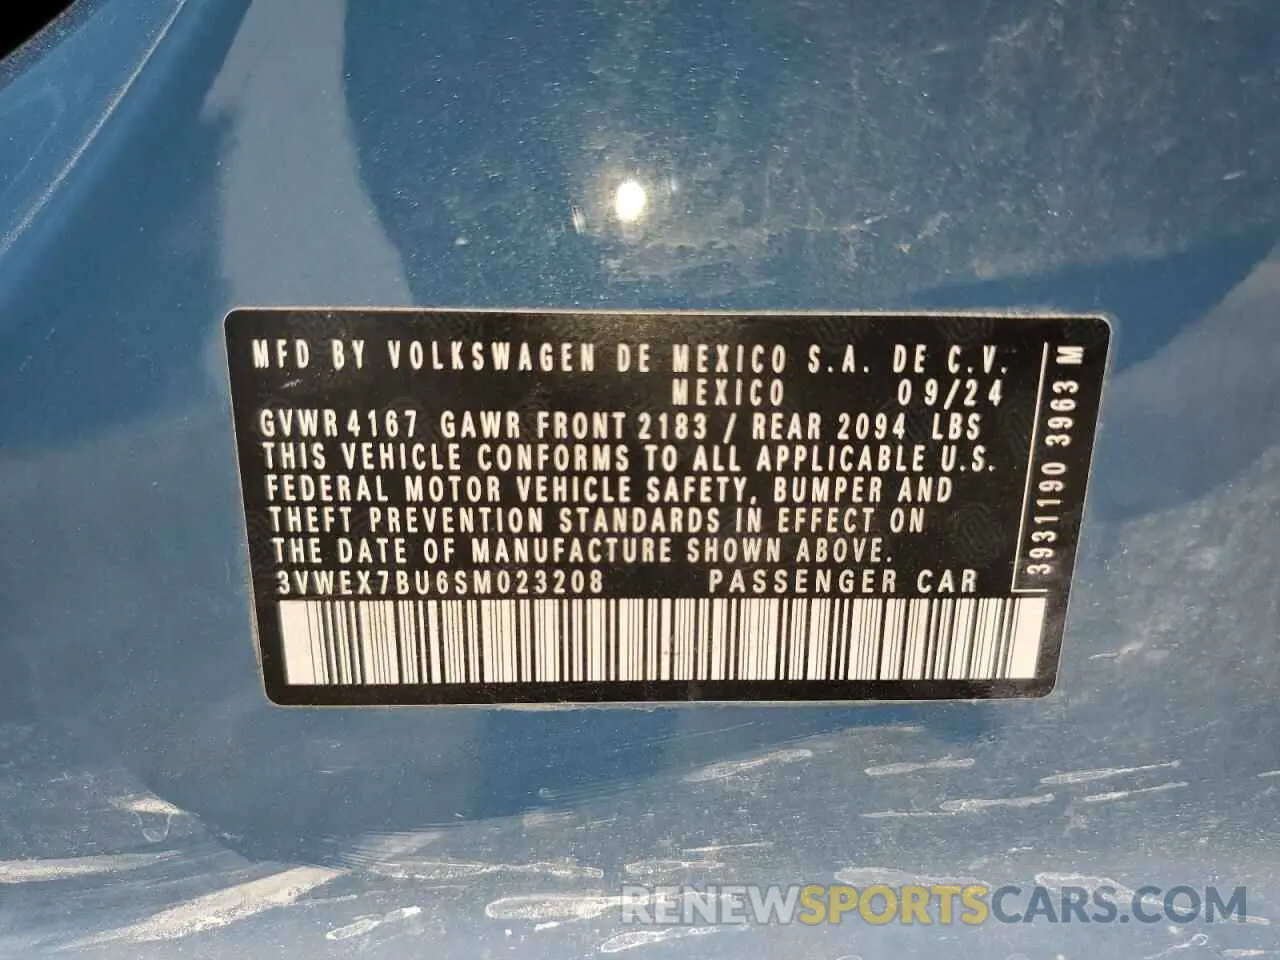 MFD BY VOLKSWAGEN DE MEXICO S.A. DE C.V.
MEXICO 09/24
GVWR 4167 GAWR FRONT 2183 / REAR 2094 LBS
THIS VEHICLE CONFORMS TO ALL APPLICABLE U.S.
FEDERAL MOTOR VEHICLE SAFETY, BUMPER AND
THEFT PREVENTION STANDARDS IN EFFECT ON
THE DATE OF MANUFACTURE SHOWN ABOVE.
3VWEX7BU6SM023208 PASSENGER CAR
3931190 3963 M
RENEWSPORTSCARS.COM